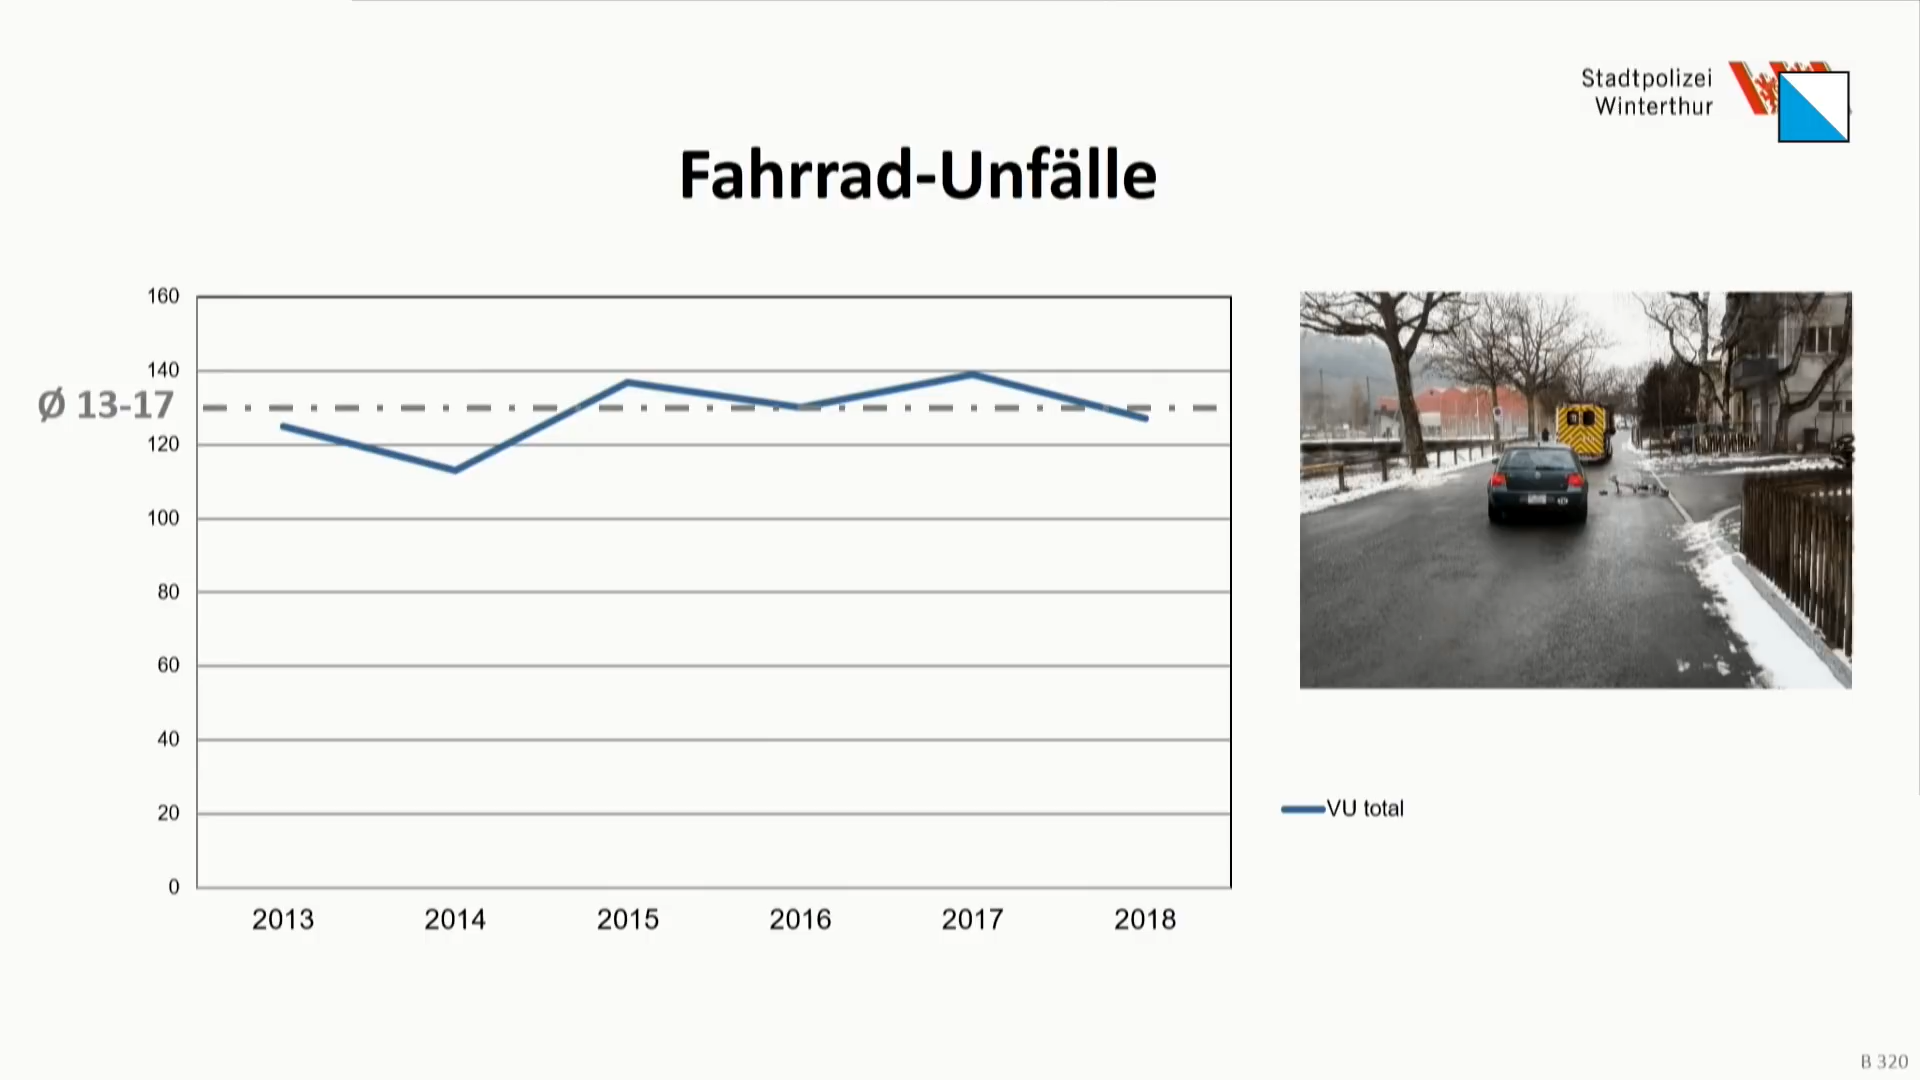 Stadtpolizei
Winterthur
Fahrrad-Unfälle
160
140
Ø 13-17
120
100
80
60
40
20
0
2013 2014 2015 2016 2017 2018
VU total
B 320